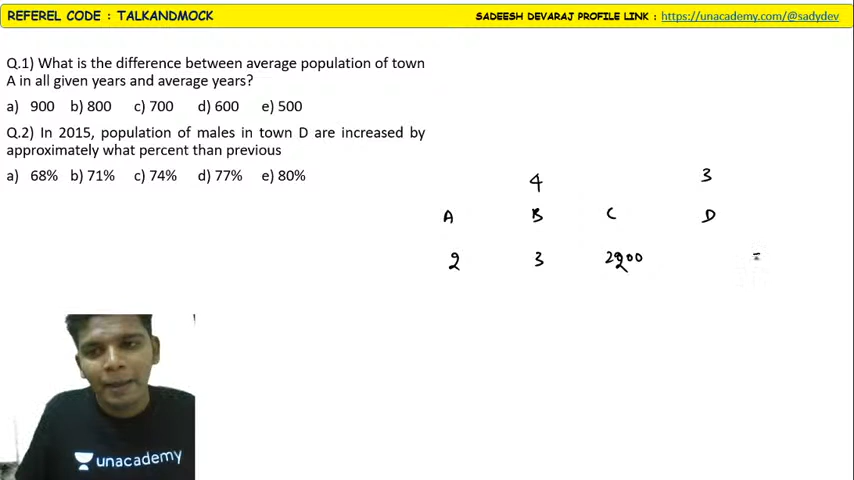 REFEREL CODE : TALKANDMOCK
SADEESH DEVARAJ PROFILE LINK : https://unacademy.com/@sadydev
Q.1) What is the difference between average population of town
A in all given years and average years?
a) 900 b) 800 c) 700 d) 600 e) 500
Q.2) In 2015, population of males in town D are increased by
approximately what percent than previous
a) 68% b) 71% c) 74% d) 77% e) 80%
4 3
A B C D
2 3 2200 =
unacademy